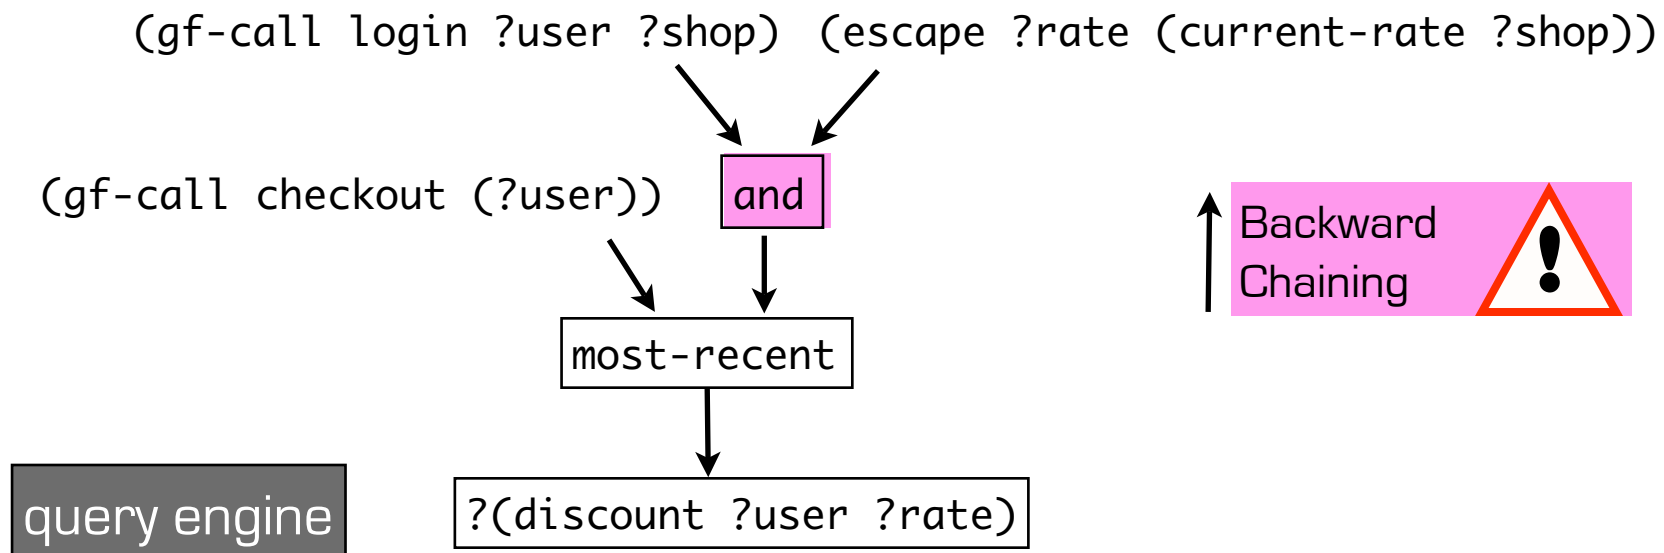 (gf-call login ?user ?shop) (escape ?rate (current-rate ?shop))
(gf-call checkout (?user))
and
Backward
Chaining
!
most-recent
query engine
?(discount ?user ?rate)